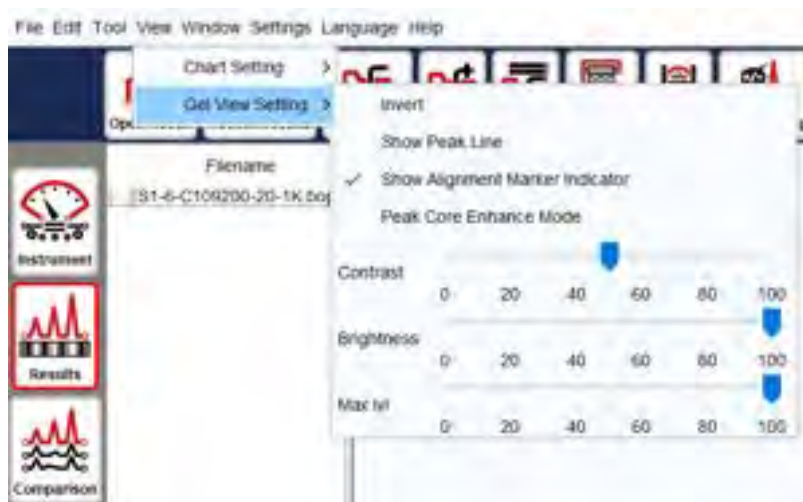 File Edit Tool View Window Settings Language Help
Chart Setting
Gel View Setting
Invert
Show Peak Line
Show Alignment Marker Indicator
Peak Core Enhance Mode
Filename
S1-6-C109200-20-1K.bog
Instrument
Results
Comparison
Contrast
0 20 40 60 80 100
Brightness
0 20 40 60 80 100
Max lvl
0 20 40 60 80 100